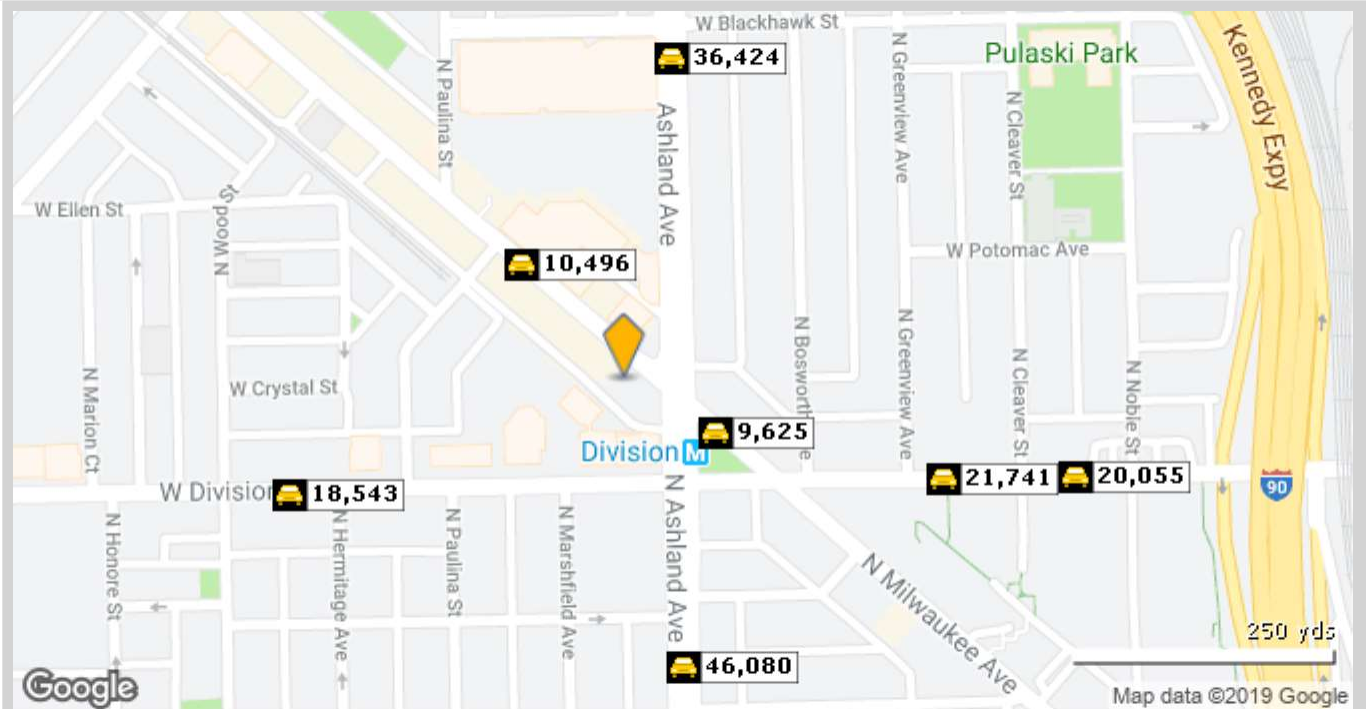 W Blackhawk St
36,424
Pulaski Park
Kennedy Expy
N Paulina St
Ashland Ave
N Greenview Ave
N Cleaver St
W Ellen St
N Wood St
10,496
W Potomac Ave
N Bosworth
N Greenview Ave
N Cleaver St
N Noble St
N Marion Ct
W Crystal St
9,625
Division M
W Division
18,543
21,741
20,055
90
N Honore St
N Hermitage Ave
N Paulina St
N Marshfield Ave
N Ashland Ave
N Milwaukee Ave
46,080
250 yds
Google
Map data ©2019 Google